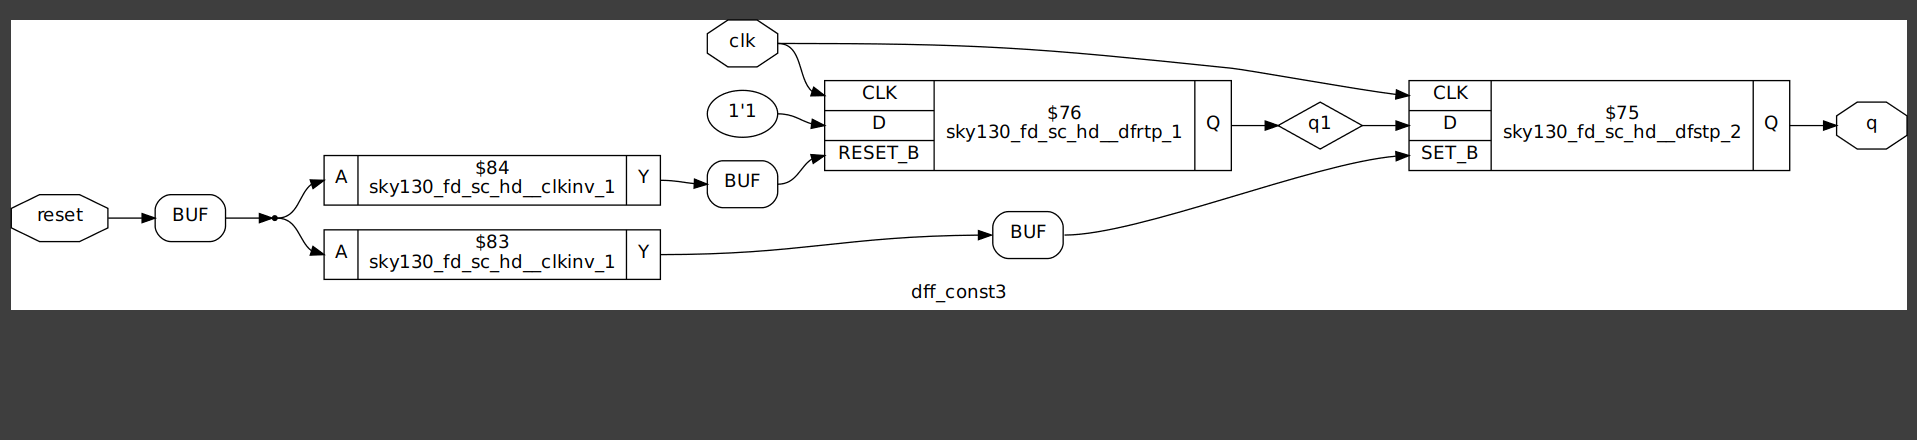 clk
1'1
CLK
D
RESET_B
$76
sky130_fd_sc_hd__dfrtp_1
Q
q1
CLK
D
SET_B
$75
sky130_fd_sc_hd__dfstp_2
Q
q
reset
BUF
A
$84
sky130_fd_sc_hd__clkinv_1
Y
BUF
A
$83
sky130_fd_sc_hd__clkinv_1
Y
BUF
dff_const3